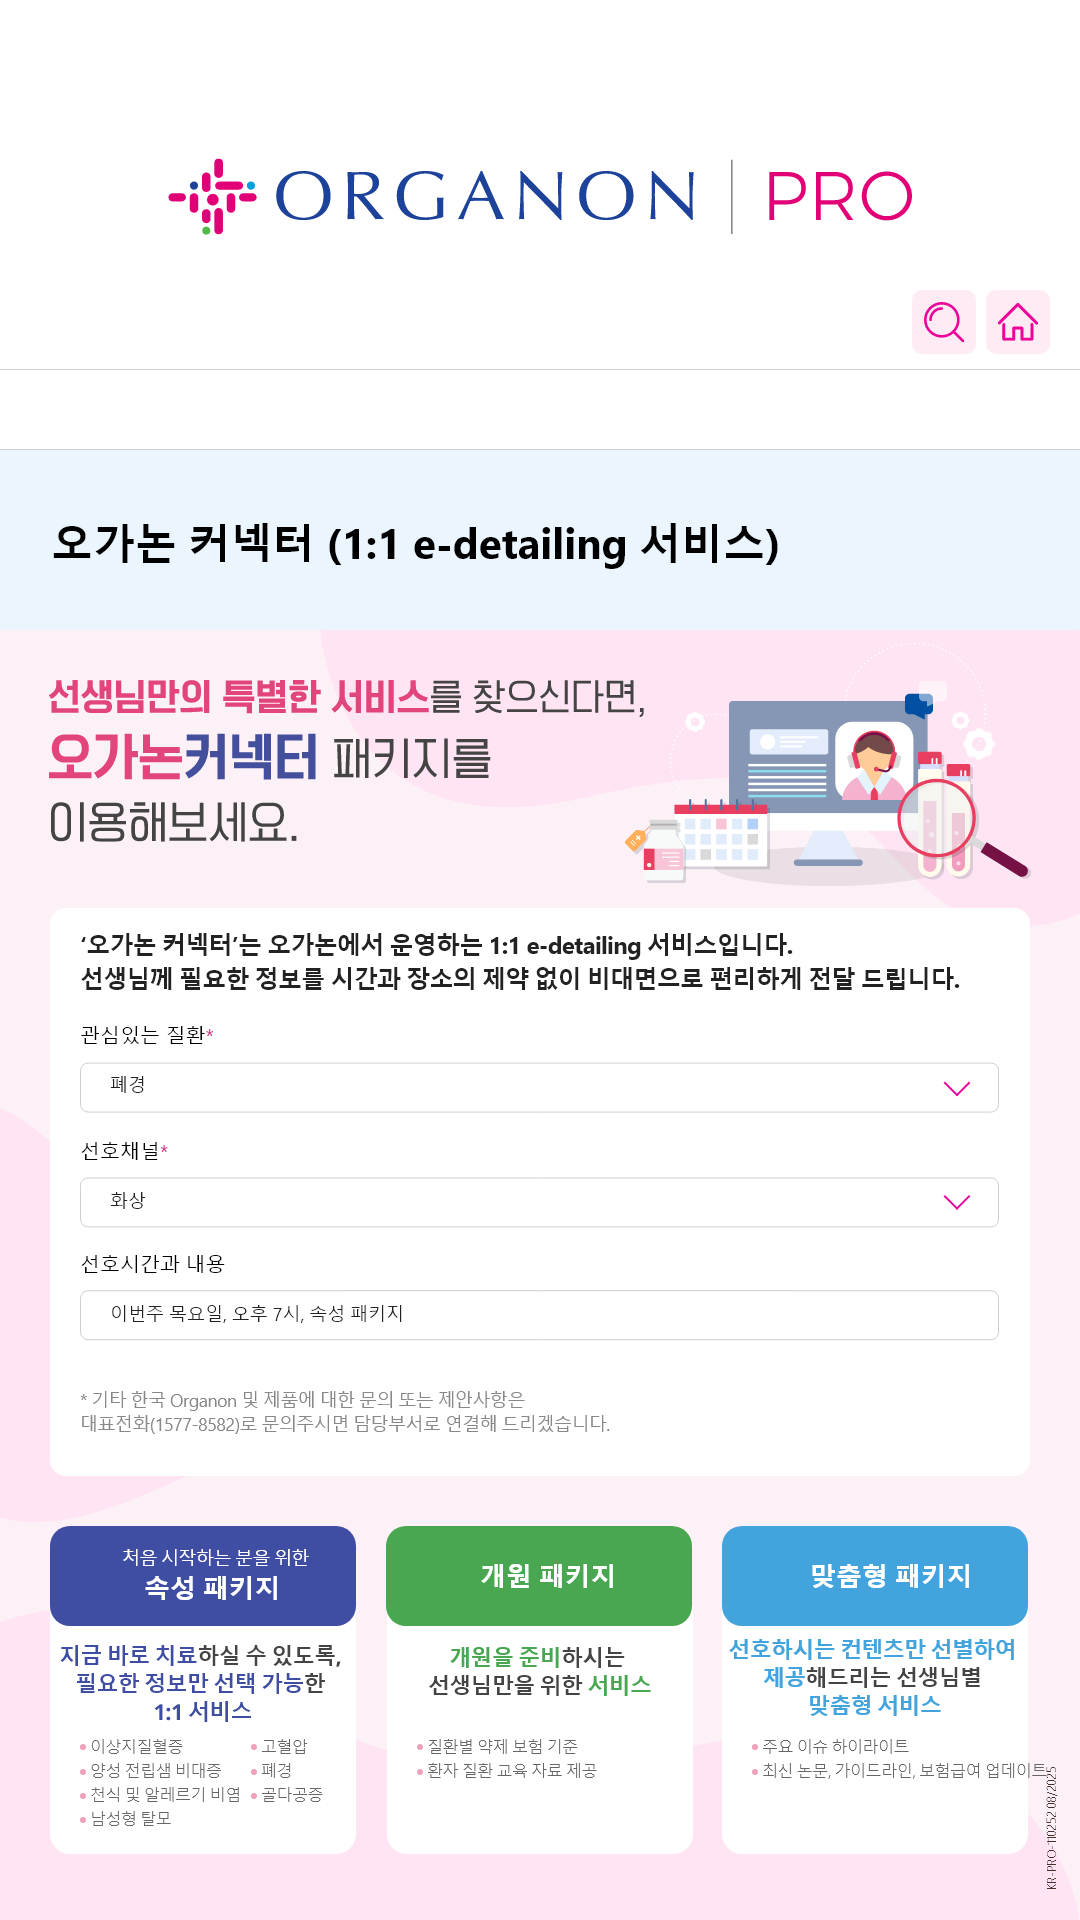 ORGANON | PRO
오가논 커넥터 (1:1 e-detailing 서비스)
선생님만의 특별한 서비스를 찾으신다면,
오가논커넥터 패키지를
이용해보세요.
‘오가논 커넥터’는 오가논에서 운영하는 1:1 e-detailing 서비스입니다.
선생님께 필요한 정보를 시간과 장소의 제약 없이 비대면으로 편리하게 전달 드립니다.
관심있는 질환*
폐경
선호채널*
화상
선호시간과 내용
이번주 목요일, 오후 7시, 속성 패키지
* 기타 한국 Organon 및 제품에 대한 문의 또는 제안사항은
대표전화(1577-8582)로 문의주시면 담당부서로 연결해 드리겠습니다.
처음 시작하는 분을 위한
속성 패키지
지금 바로 치료하실 수 있도록,
필요한 정보만 선택 가능한
1:1 서비스
• 이상지질혈증
• 양성 전립샘 비대증
• 천식 및 알레르기 비염
• 남성형 탈모
• 고혈압
• 폐경
• 골다공증
개원 패키지
개원을 준비하시는
선생님만을 위한 서비스
• 질환별 약제 보험 기준
• 환자 질환 교육 자료 제공
맞춤형 패키지
선호하시는 컨텐츠만 선별하여
제공해드리는 선생님별
맞춤형 서비스
• 주요 이슈 하이라이트
• 최신 논문, 가이드라인, 보험급여 업데이트
KR-PRO-110252 08/2025